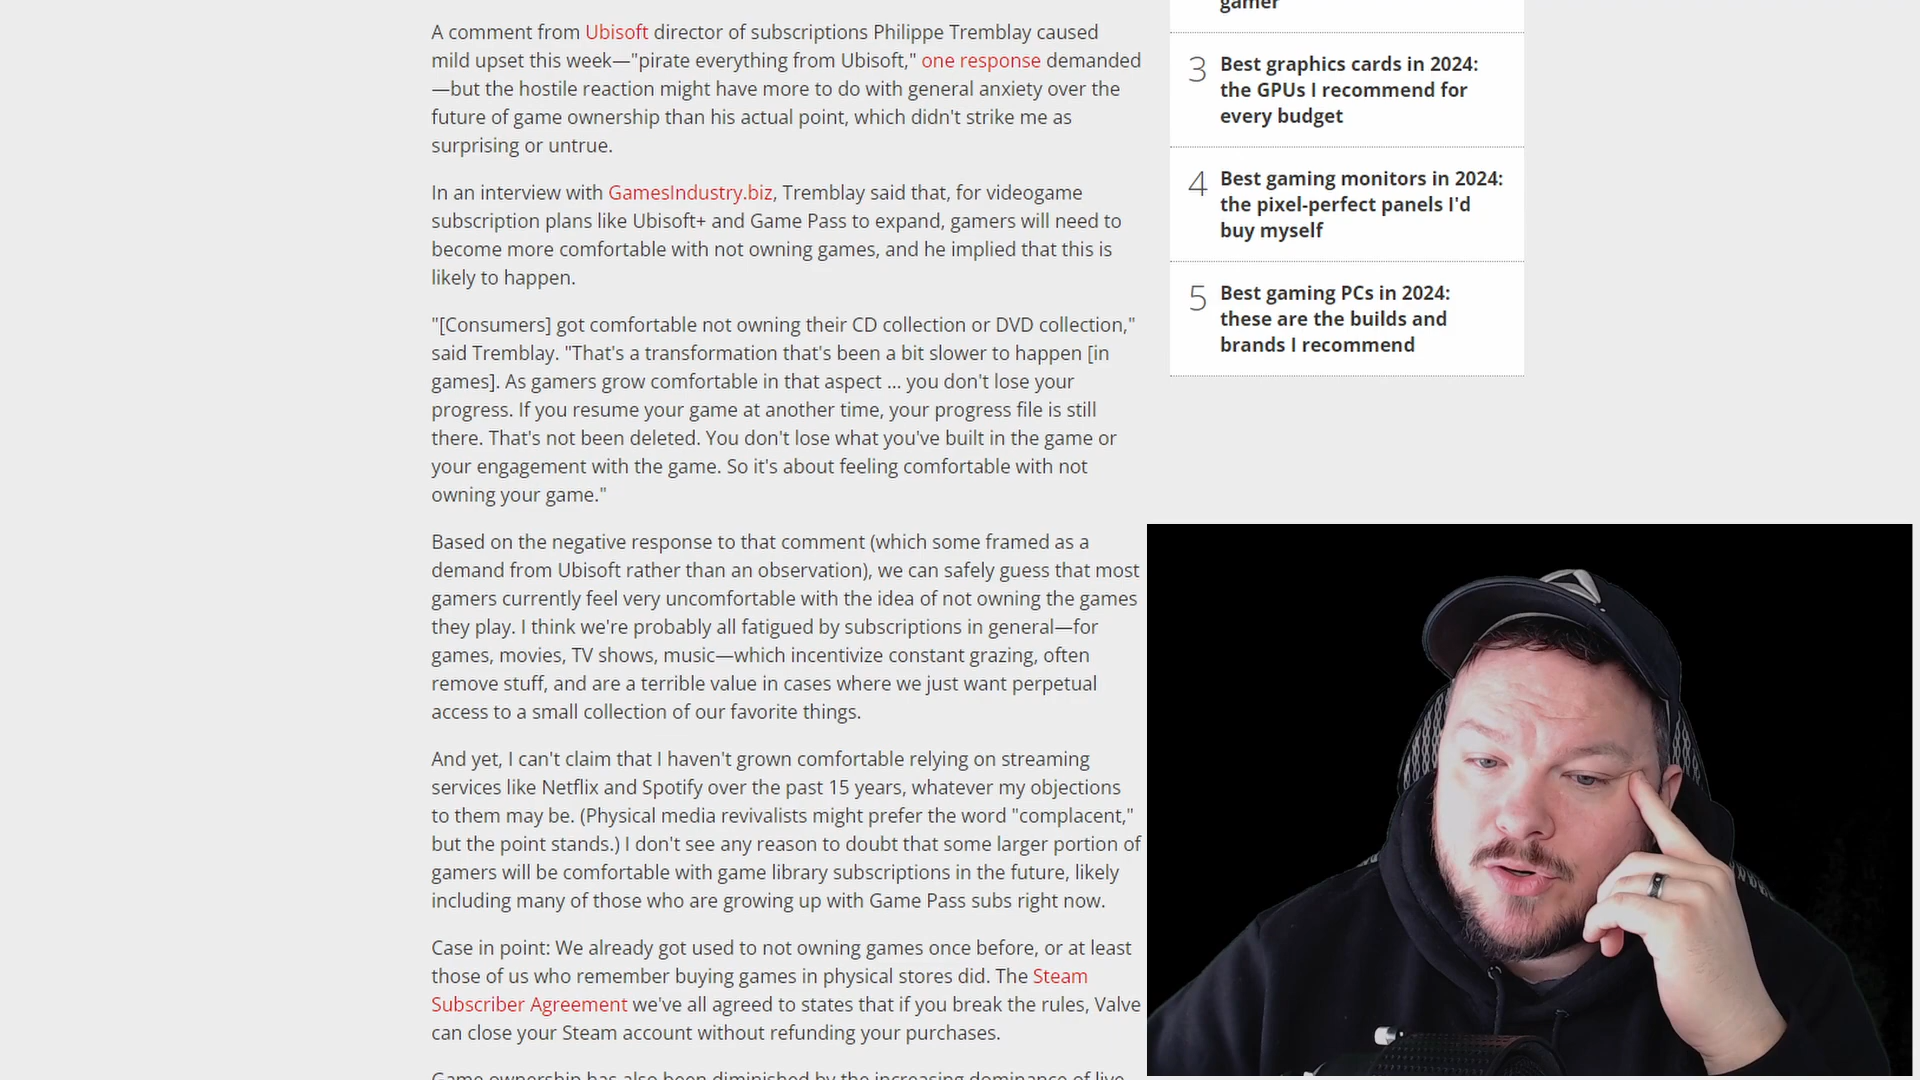 A comment from Ubisoft director of subscriptions Philippe Tremblay caused
mild upset this week—"pirate everything from Ubisoft," one response demanded
—but the hostile reaction might have more to do with general anxiety over the
future of game ownership than his actual point, which didn't strike me as
surprising or untrue.
In an interview with GamesIndustry.biz, Tremblay said that, for videogame
subscription plans like Ubisoft+ and Game Pass to expand, gamers will need to
become more comfortable with not owning games, and he implied that this is
likely to happen.
"[Consumers] got comfortable not owning their CD collection or DVD collection,"
said Tremblay. "That's a transformation that's been a bit slower to happen [in
games]. As gamers grow comfortable in that aspect ... you don't lose your
progress. If you resume your game at another time, your progress file is still
there. That's not been deleted. You don't lose what you've built in the game or
your engagement with the game. So it's about feeling comfortable with not
owning your game."
Based on the negative response to that comment (which some framed as a
demand from Ubisoft rather than an observation), we can safely guess that most
gamers currently feel very uncomfortable with the idea of not owning the games
they play. I think we're probably all fatigued by subscriptions in general—for
games, movies, TV shows, music—which incentivize constant grazing, often
remove stuff, and are a terrible value in cases where we just want perpetual
access to a small collection of our favorite things.
And yet, I can't claim that I haven't grown comfortable relying on streaming
services like Netflix and Spotify over the past 15 years, whatever my objections
to them may be. (Physical media revivalists might prefer the word "complacent,"
but the point stands.) I don't see any reason to doubt that some larger portion of
gamers will be comfortable with game library subscriptions in the future, likely
including many of those who are growing up with Game Pass subs right now.
Case in point: We already got used to not owning games once before, or at least
those of us who remember buying games in physical stores did. The Steam
Subscriber Agreement we've all agreed to states that if you break the rules, Valve
can close your Steam account without refunding your purchases.
Game ownership has also been diminished by the increasing dominance of live
gamer
3
Best graphics cards in 2024:
the GPUs I recommend for
every budget
4
Best gaming monitors in 2024:
the pixel-perfect panels I'd
buy myself
5
Best gaming PCs in 2024:
these are the builds and
brands I recommend